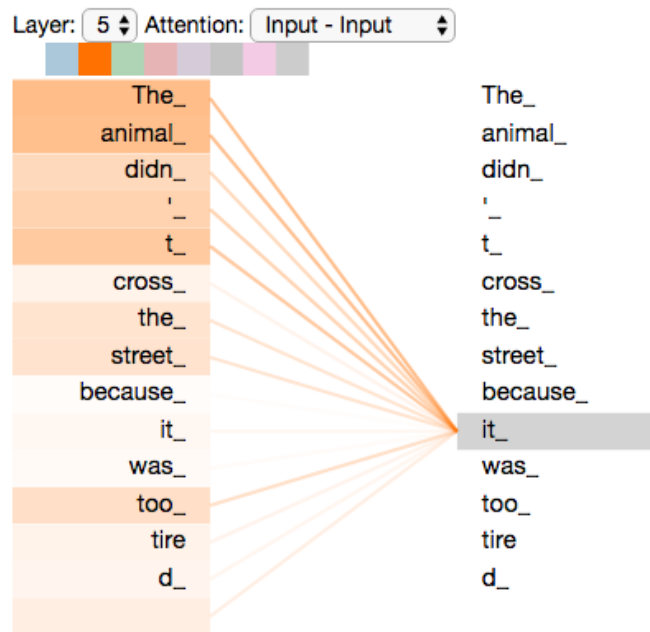 Layer: 5 Attention: Input - Input
The_ The_
animal_ animal_
didn_ didn_
'_ '_
t_ t_
cross_ cross_
the_ the_
street_ street_
because_ because_
it_ it_
was_ was_
too_ too_
tire tire
d_ d_